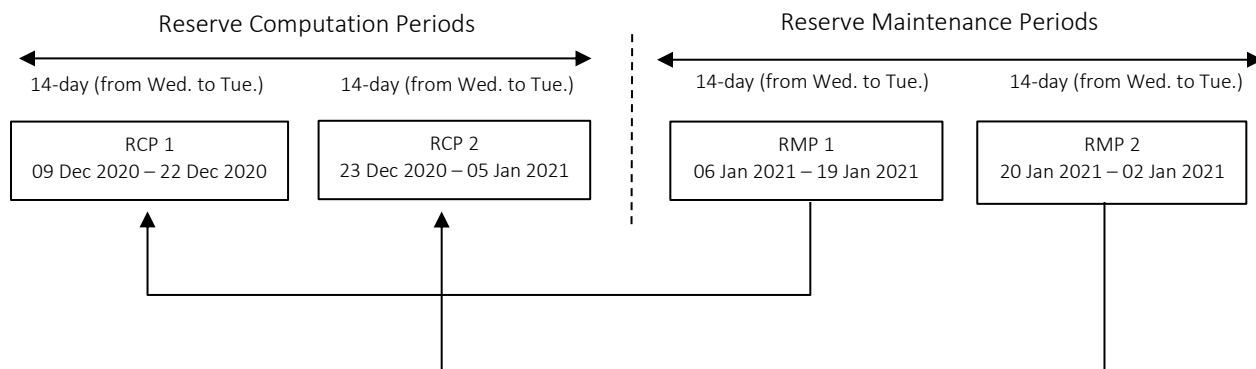 Reserve Computation Periods
Reserve Maintenance Periods
14-day (from Wed. to Tue.)
14-day (from Wed. to Tue.)
14-day (from Wed. to Tue.)
14-day (from Wed. to Tue.)
RCP 1
09 Dec 2020 – 22 Dec 2020
RCP 2
23 Dec 2020 – 05 Jan 2021
RMP 1
06 Jan 2021 – 19 Jan 2021
RMP 2
20 Jan 2021 – 02 Jan 2021